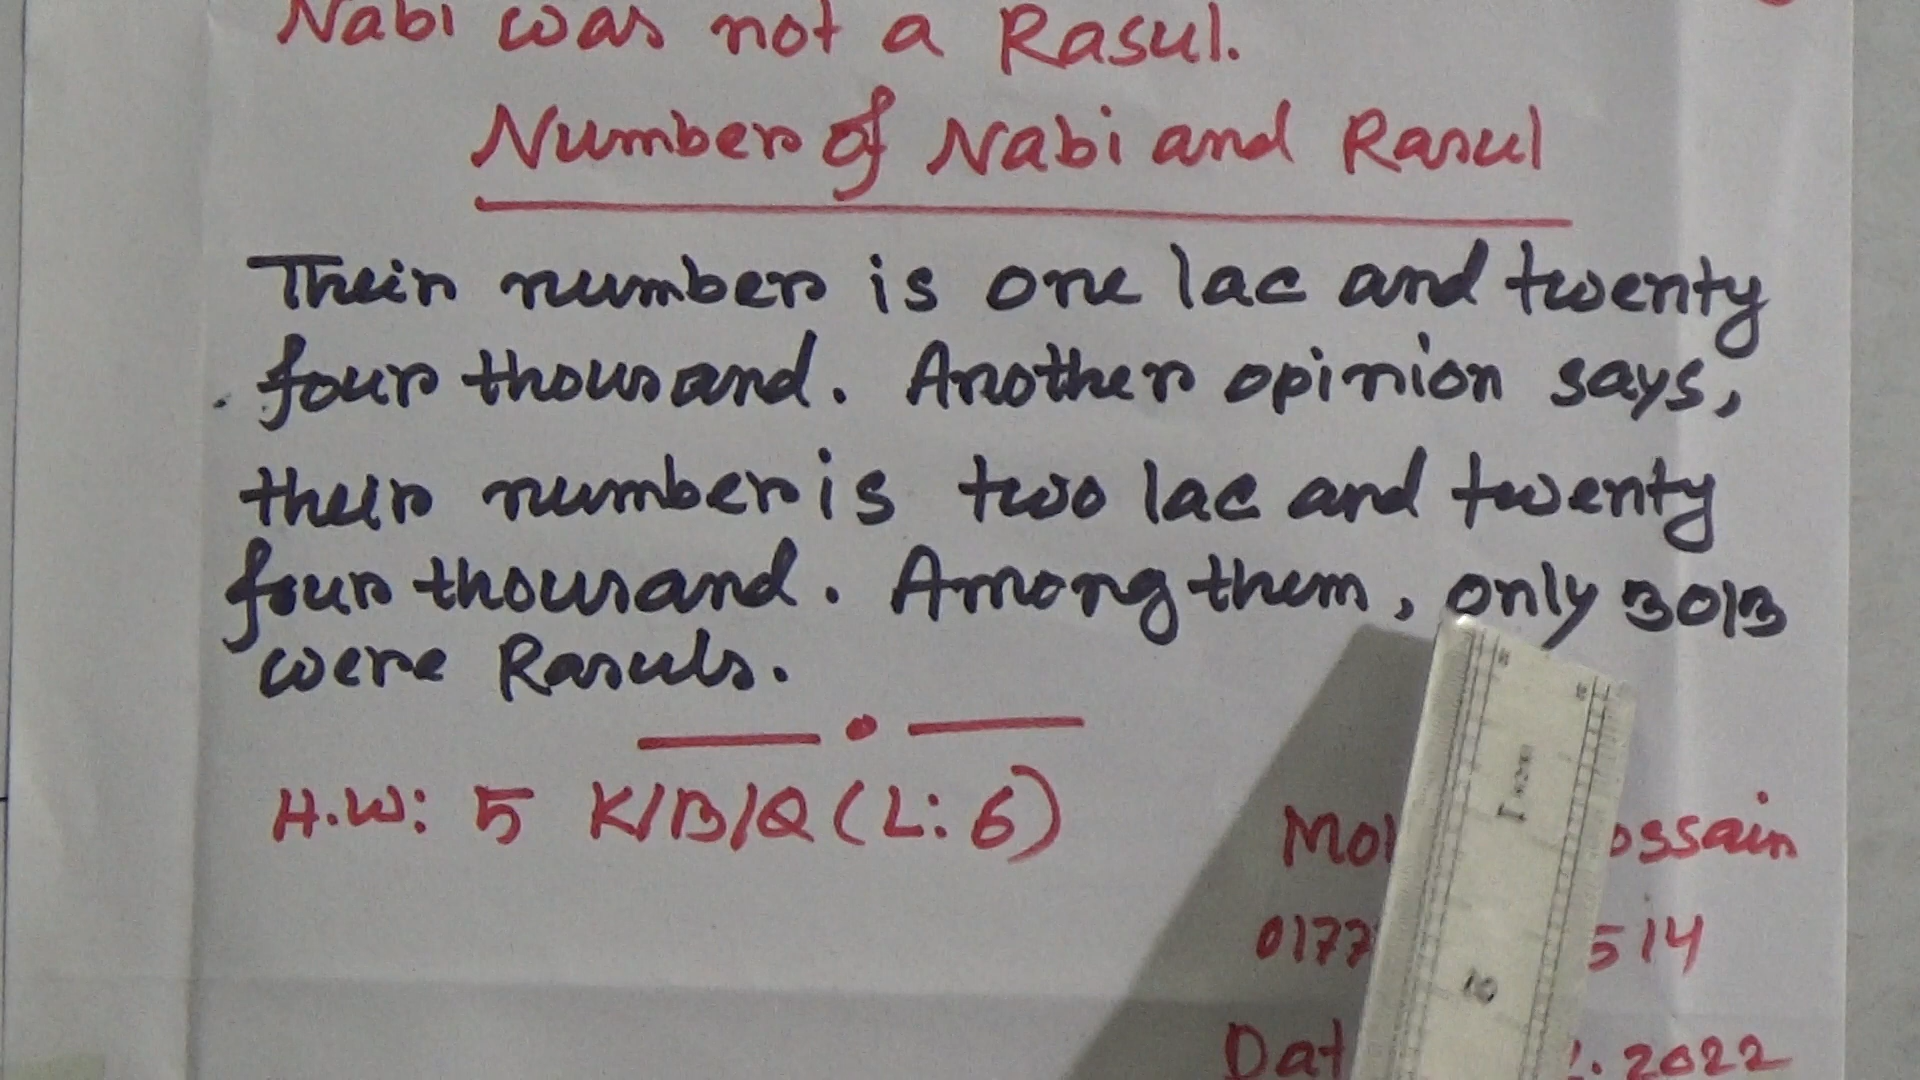 Nabi was not a Rasul.
Number of Nabi and Rasul
Their number is one lac and twenty
four thousand. Another opinion says,
their number is two lac and twenty
four thousand. Among them, only 3013
were Rasuls.
H.W: 5 K/B/Q (L: 6)
ossain
0177 514
Dat 2022